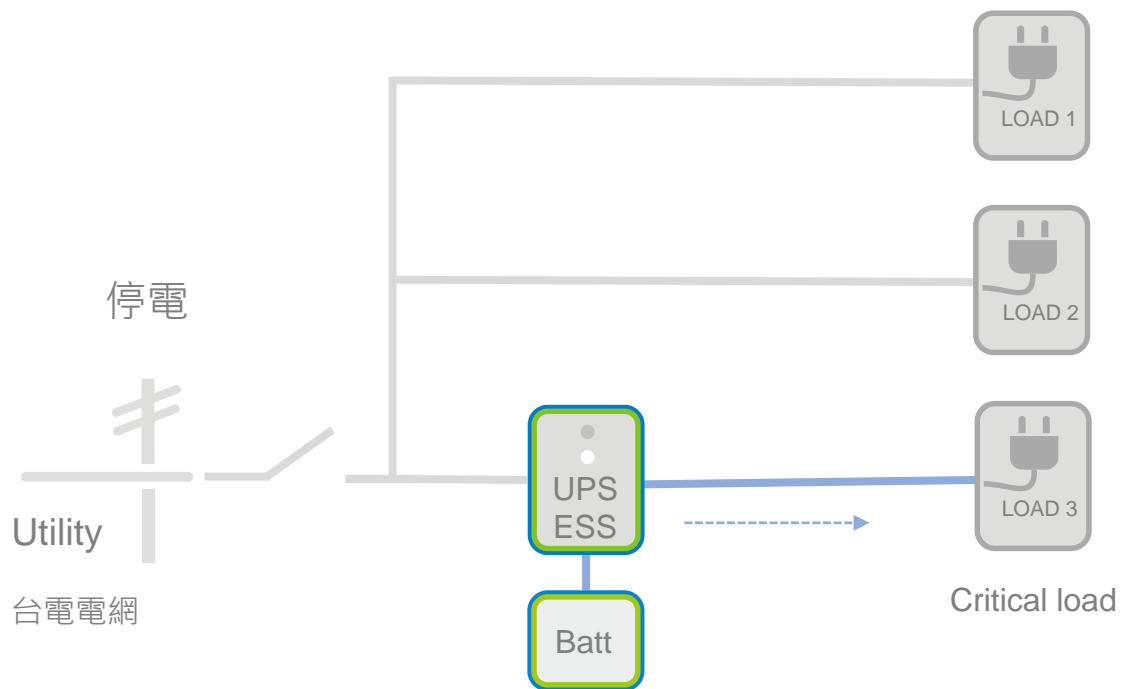 LOAD 1
LOAD 2
停電
UPS
ESS
LOAD 3
Utility
台電電網
Critical load
Batt